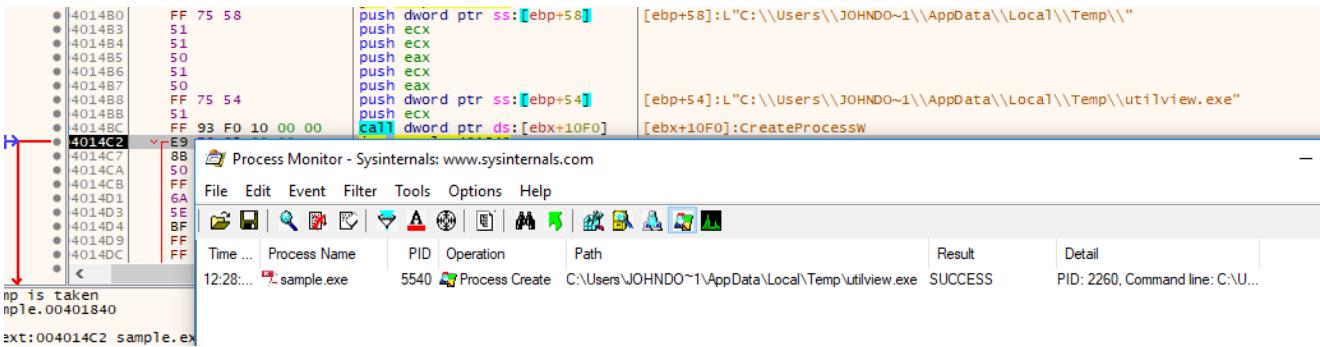 4014B0 FF 75 58 push dword ptr ss:[ebp+58] [ebp+58]:L"C:\\Users\\JOHNDO~1\\AppData\\Local\\Temp\\"
4014B3 51 push ecx
4014B4 51 push ecx
4014B5 50 push eax
4014B6 51 push ecx
4014B7 50 push eax
4014B8 FF 75 54 push dword ptr ss:[ebp+54] [ebp+54]:L"C:\\Users\\JOHNDO~1\\AppData\\Local\\Temp\\utilview.exe"
4014BB 51 push ecx
4014BC FF 93 F0 10 00 00 call dword ptr ds:[ebx+10F0] [ebx+10F0]:CreateProcessW
4014C2 E9
4014C7 8B
4014CA 50
4014CB FF
4014D1 6A
4014D3 5E
4014D4 BF
4014D9 FF
4014DC FF
mp is taken
mple.00401840
ext:004014C2 sample.ex
Process Monitor - Sysinternals: www.sysinternals.com
File Edit Event Filter Tools Options Help
Time ... Process Name PID Operation Path Result Detail
12:28:... sample.exe 5540 Process Create C:\Users\JOHNDO~1\AppData\Local\Temp\utilview.exe SUCCESS PID: 2260, Command line: C:\U...